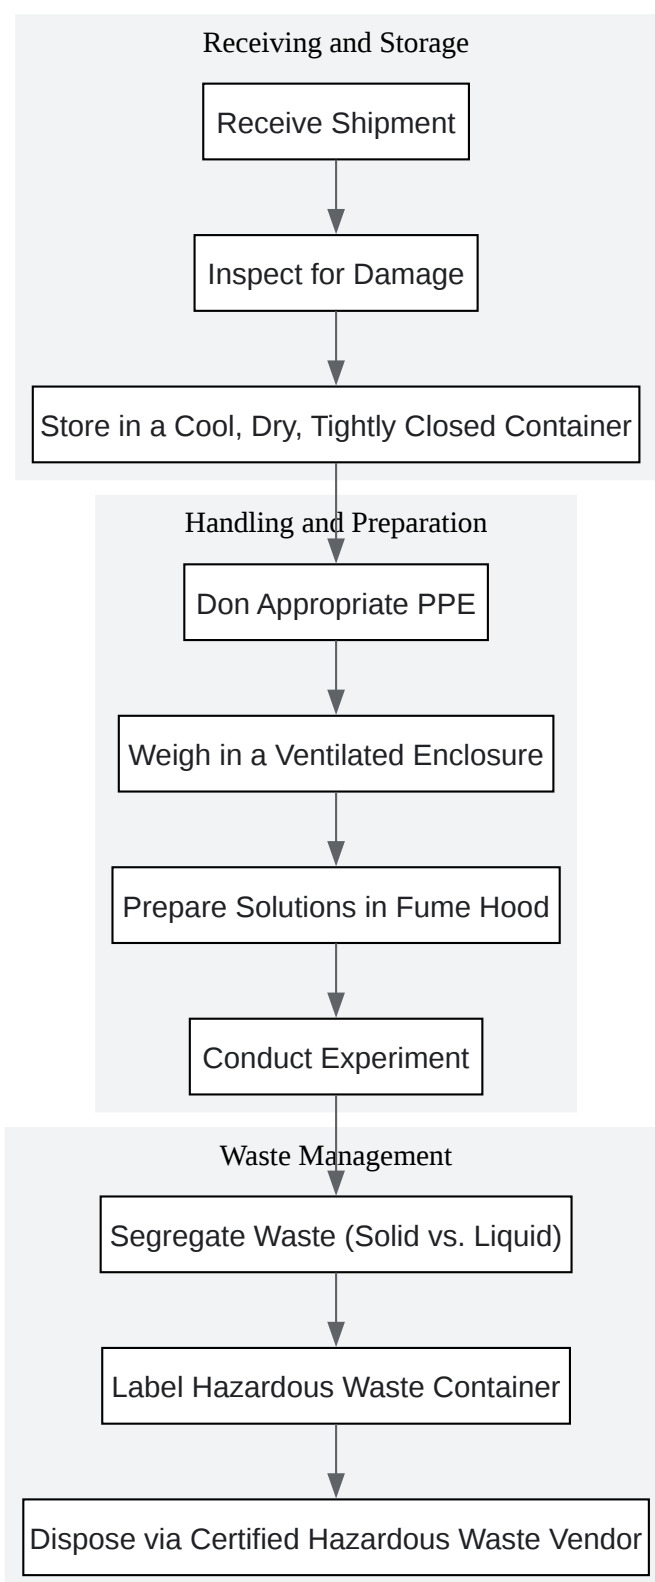 Receiving and Storage
Receive Shipment
Inspect for Damage
Store in a Cool, Dry, Tightly Closed Container
Handling and Preparation
Don Appropriate PPE
Weigh in a Ventilated Enclosure
Prepare Solutions in Fume Hood
Conduct Experiment
Waste Management
Segregate Waste (Solid vs. Liquid)
Label Hazardous Waste Container
Dispose via Certified Hazardous Waste Vendor